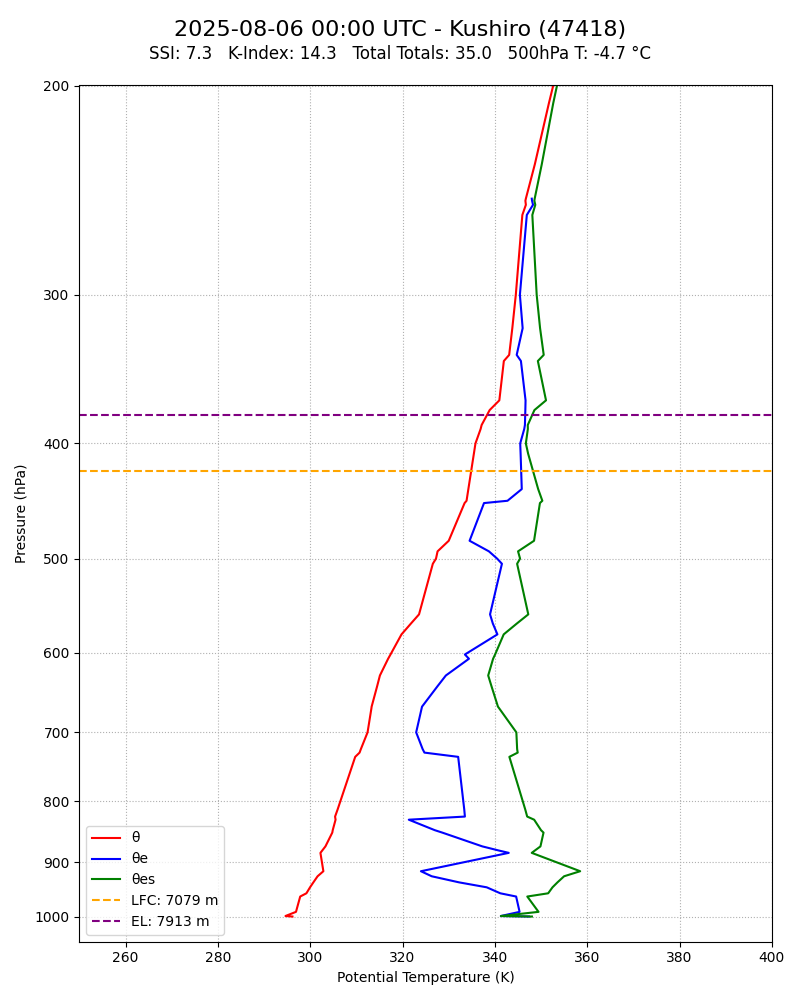 2025-08-06 00:00 UTC - Kushiro (47418)
SSI: 7.3   K-Index: 14.3   Total Totals: 35.0   500hPa T: -4.7 °C
200
300
400
500
600
700
800
900
1000
Pressure (hPa)
θ
θe
θes
LFC: 7079 m
EL: 7913 m
260
280
300
320
340
360
380
400
Potential Temperature (K)